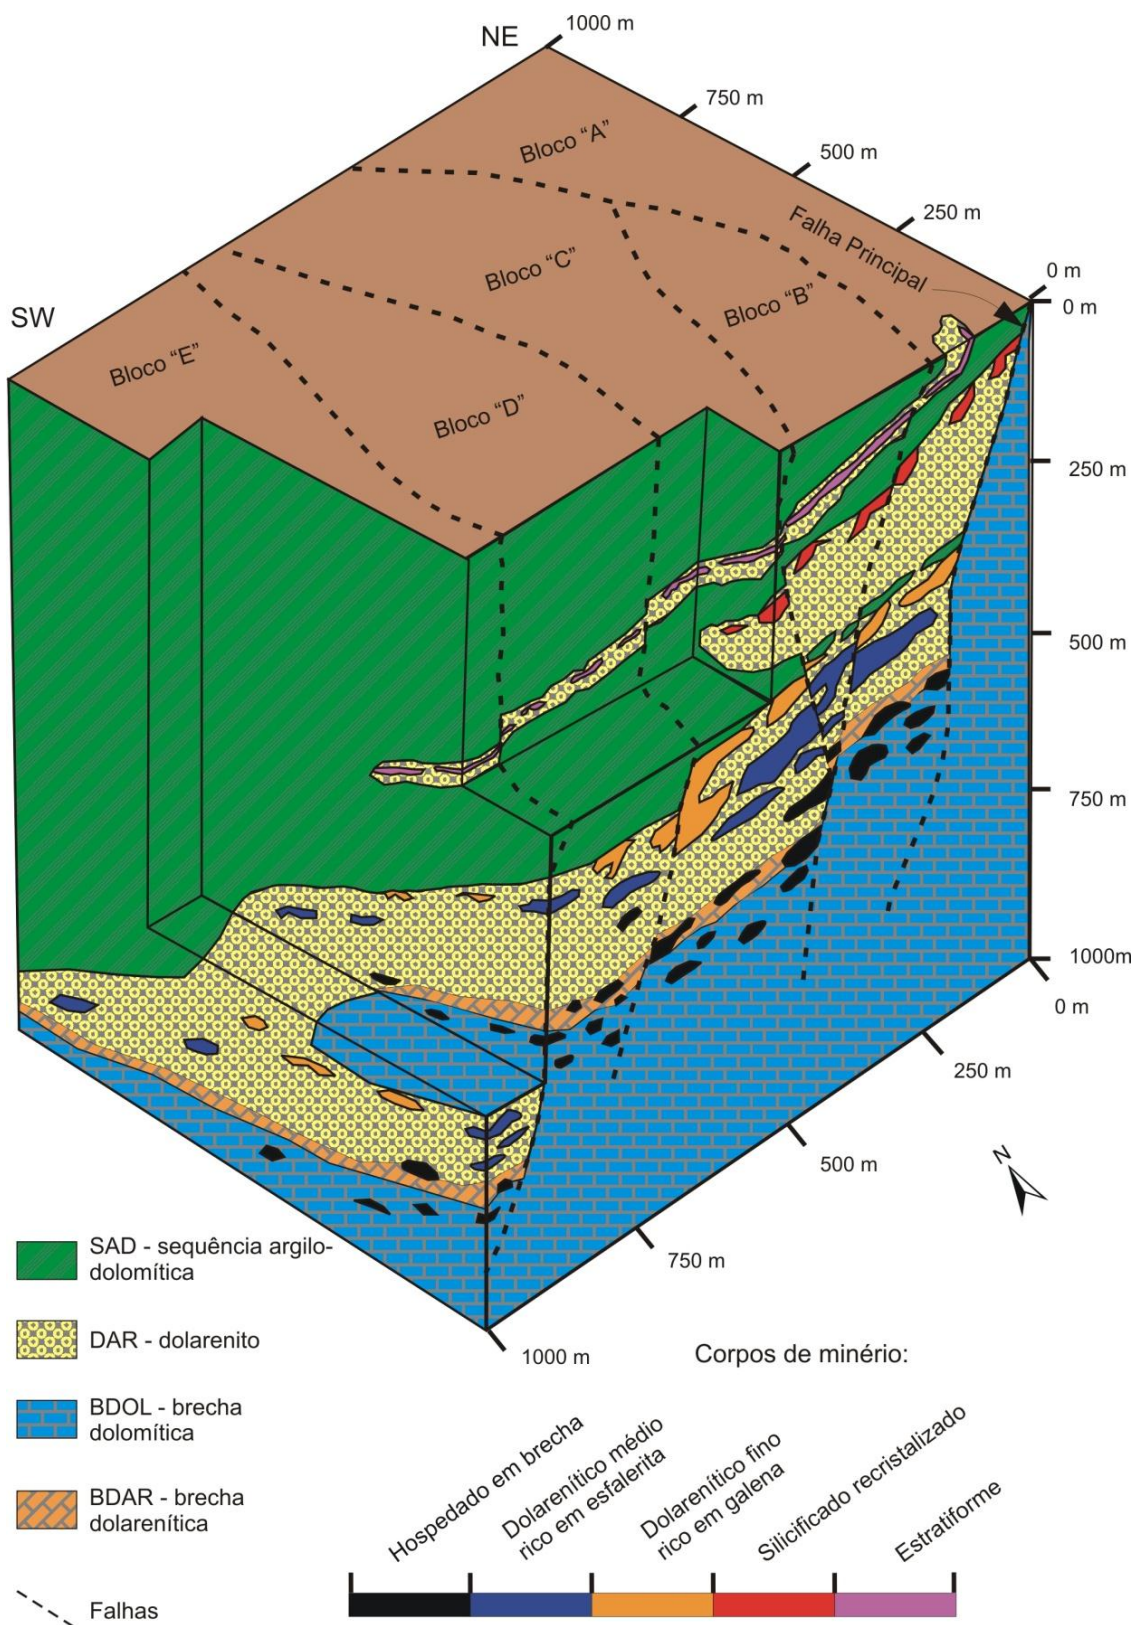 NE
1000 m
750 m
500 m
250 m
0 m
0 m
Bloco “A”
Falha Principal
Bloco “C”
Bloco “B”
SW
Bloco “E”
Bloco “D”
250 m
500 m
750 m
1000m
0 m
250 m
500 m
750 m
1000 m
N
SAD - sequência argilo-
dolomítica
DAR - dolarenito
BDOL - brecha
dolomítica
BDAR - brecha
dolarenítica
Falhas
Corpos de minério:
Hospedado em brecha
Dolarenítico médio
rico em esfalerita
Dolarenítico fino
rico em galena
Silicificado recristalizado
Estratiforme